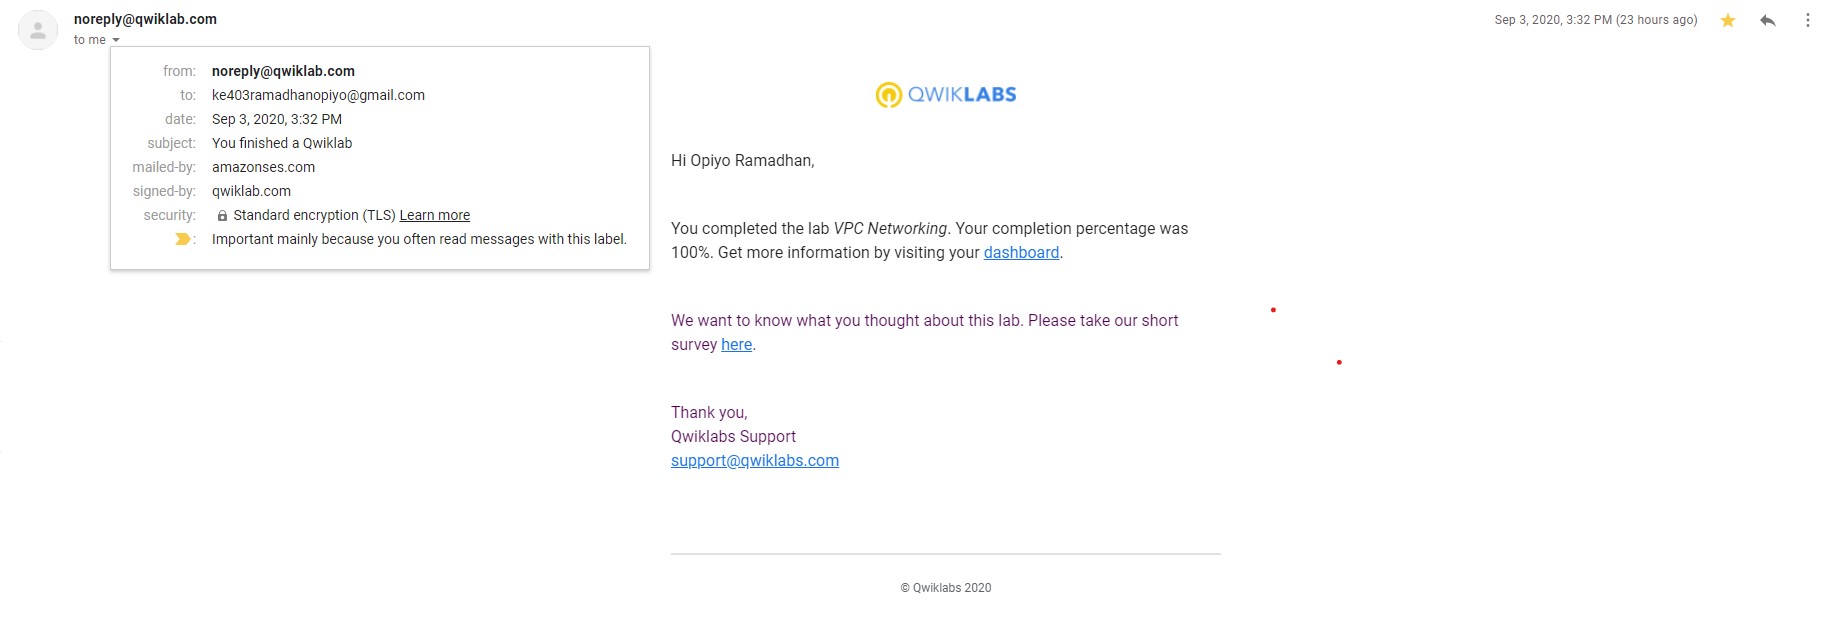 noreply@qwiklab.com
Sep 3, 2020, 3:32 PM (23 hours ago)
to me
from: noreply@qwiklab.com
to: ke403ramadhanopiyo@gmail.com
date: Sep 3, 2020, 3:32 PM
subject: You finished a Qwiklab
mailed-by: amazonses.com
signed-by: qwiklab.com
security: Standard encryption (TLS) Learn more
: Important mainly because you often read messages with this label.
QWIKLABS
Hi Opiyo Ramadhan,
You completed the lab VPC Networking. Your completion percentage was
100%. Get more information by visiting your dashboard.
We want to know what you thought about this lab. Please take our short
survey here.
Thank you,
Qwiklabs Support
support@qwiklabs.com
© Qwiklabs 2020